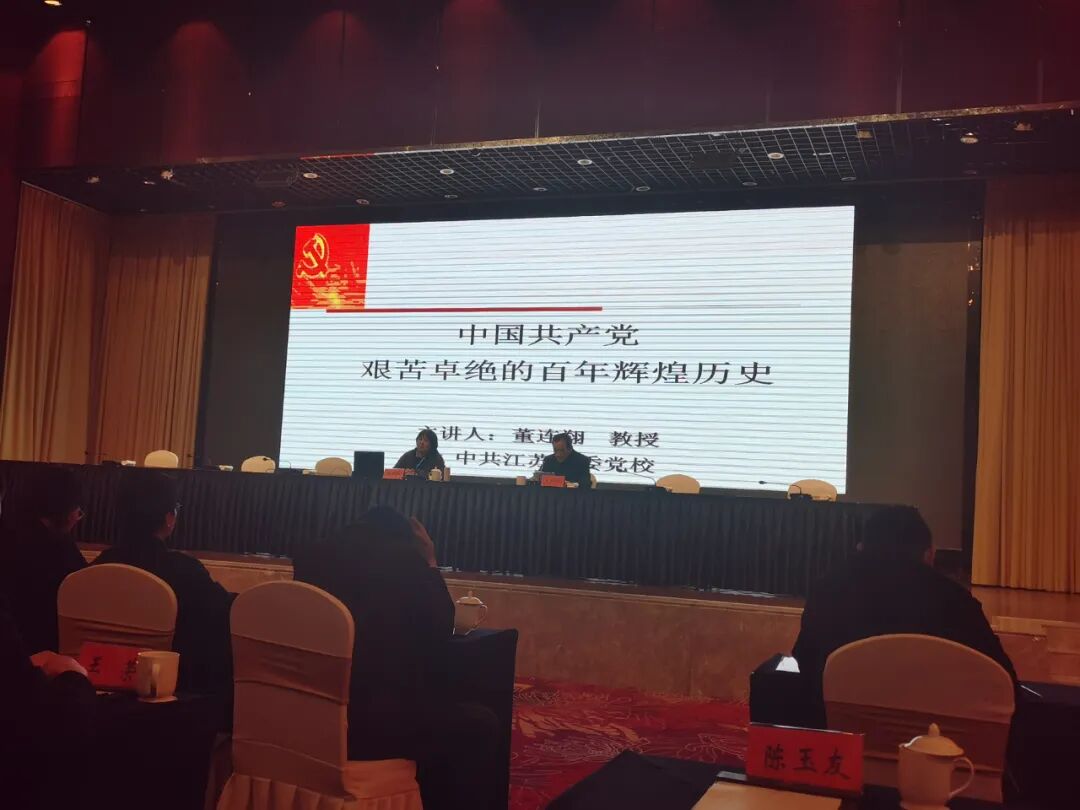 中国共产党
艰苦卓绝的百年辉煌历史
主讲人：董连翔 教授
中共江苏 委党校
陈玉友